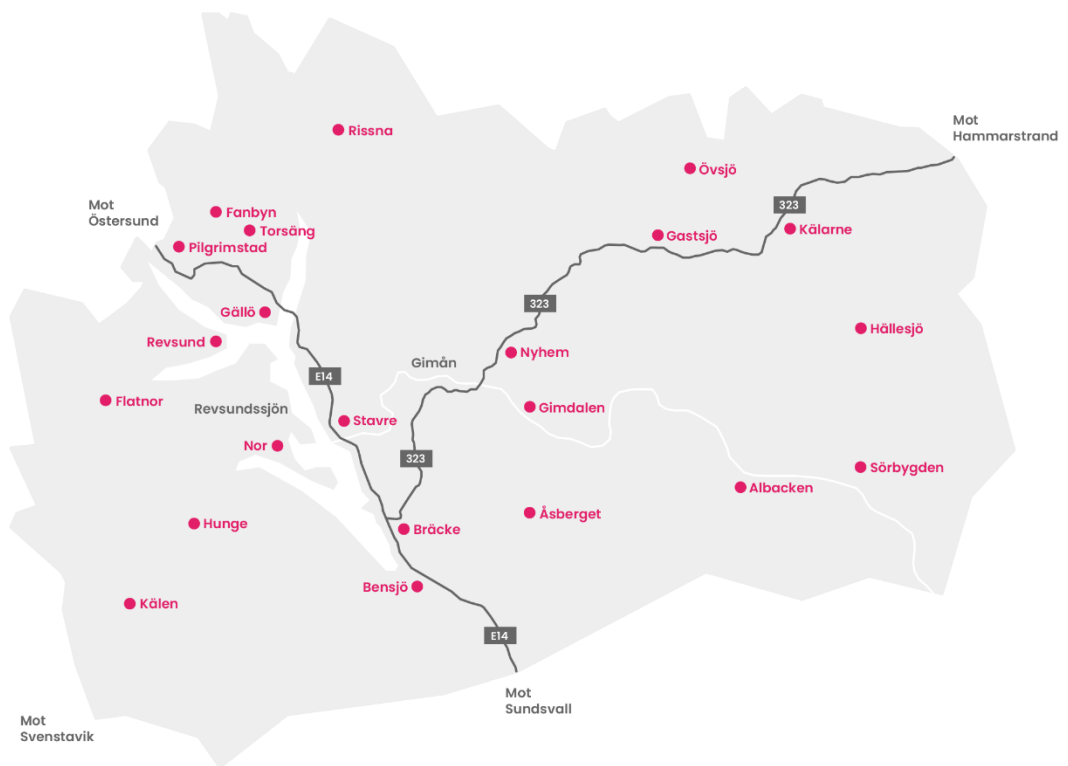 Mot
Hammarstrand
Rissna
Övsjö
Mot
Östersund
323
Fanbyn
Torsäng
Kälarne
Gastsjö
Pilgrimstad
323
Gällö
Hällesjö
Revsund
Nyhem
Gimån
E14
Flatnor
Revsundssjön
Gimdalen
Stavre
Nor
323
Sörbygden
Albacken
Åsberget
Hunge
Bräcke
Bensjö
Kälen
E14
Mot
Sundsvall
Mot
Svenstavik